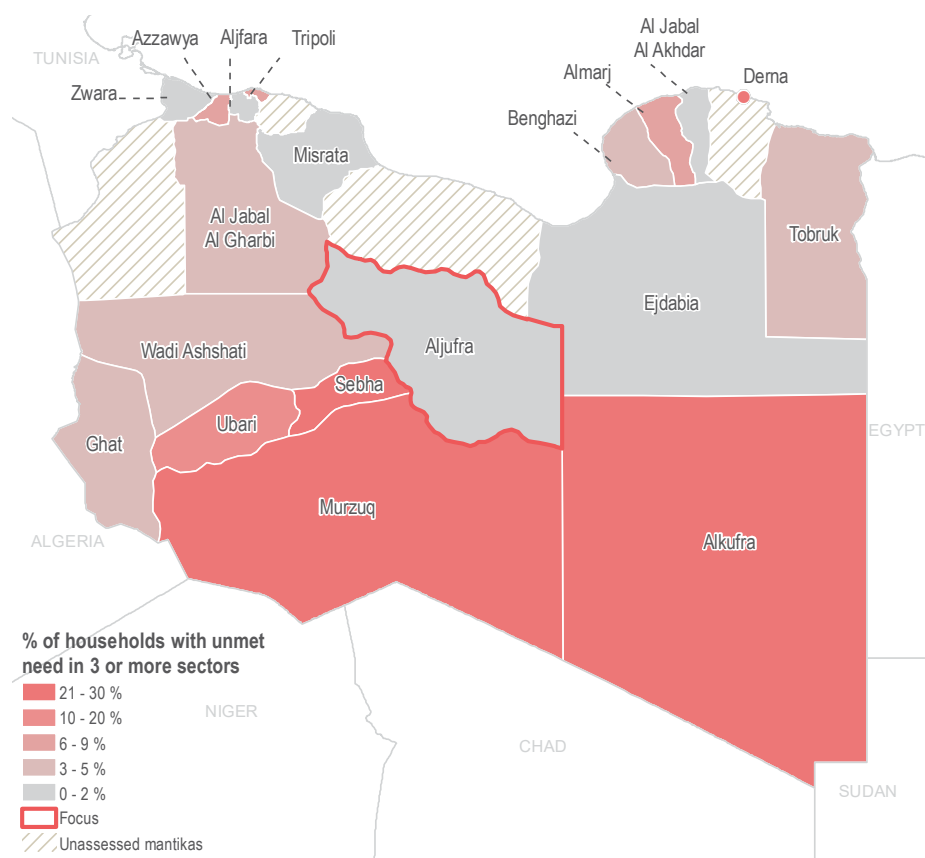 Al Jabal
Al Akhdar
Azzawya
Aljfara
Tripoli
TUNISIA
Almarj
Derna
Zwara
Benghazi
Misrata
Al Jabal
Al Gharbi
Tobruk
Ejdabia
Wadi Ashshati
Aljufra
Sebha
Ubari
Ghat
EGYPT
Murzuq
ALGERIA
Alkufra
% of households with unmet
need in 3 or more sectors
21 - 30 %
10 - 20 %
6 - 9 %
3 - 5 %
0 - 2 %
Focus
Unassessed mantikas
NIGER
CHAD
SUDAN